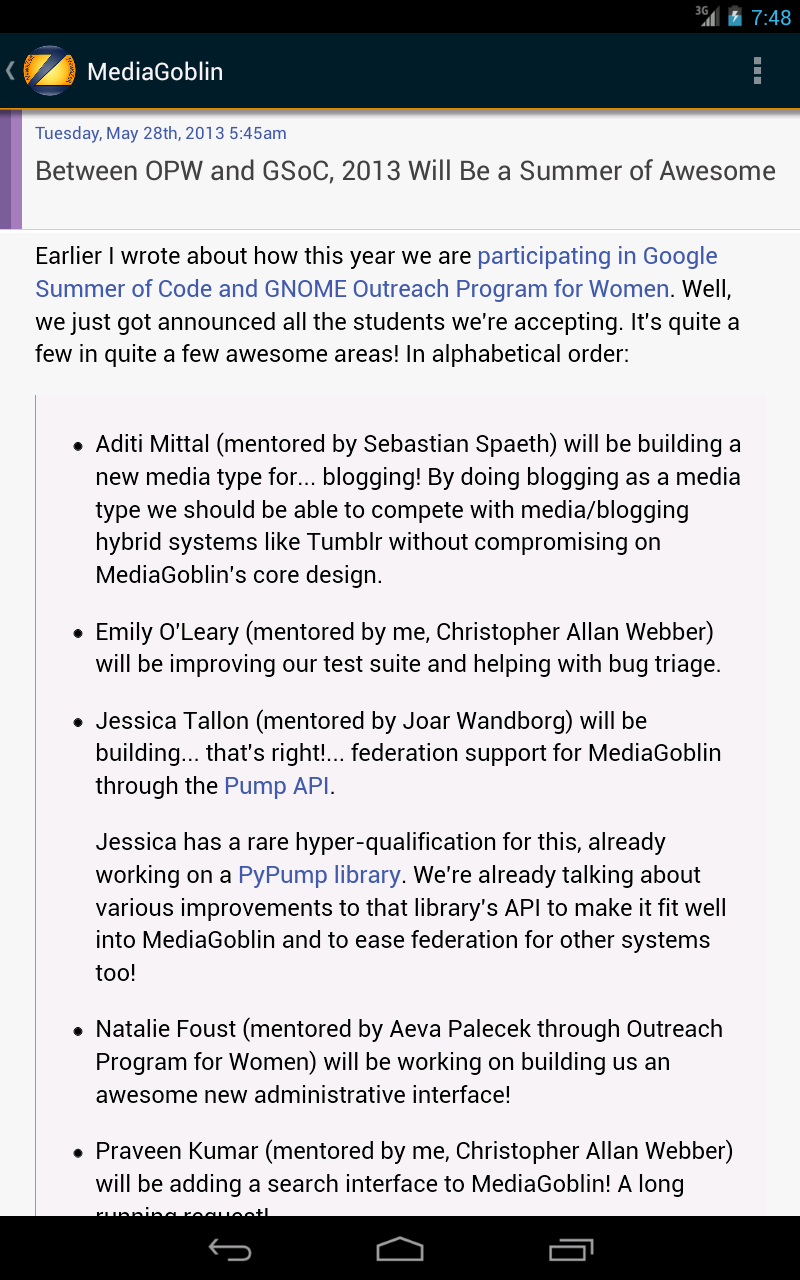 3G
7:48
MediaGoblin
Tuesday, May 28th, 2013 5:45am
Between OPW and GSoC, 2013 Will Be a Summer of Awesome
Earlier I wrote about how this year we are participating in Google
Summer of Code and GNOME Outreach Program for Women. Well,
we just got announced all the students we're accepting. It's quite a
few in quite a few awesome areas! In alphabetical order:
• Aditi Mittal (mentored by Sebastian Spaeth) will be building a
new media type for... blogging! By doing blogging as a media
type we should be able to compete with media/blogging
hybrid systems like Tumblr without compromising on
MediaGoblin's core design.
• Emily O'Leary (mentored by me, Christopher Allan Webber)
will be improving our test suite and helping with bug triage.
• Jessica Tallon (mentored by Joar Wandborg) will be
building... that's right!... federation support for MediaGoblin
through the Pump API.
Jessica has a rare hyper-qualification for this, already
working on a PyPump library. We're already talking about
various improvements to that library's API to make it fit well
into MediaGoblin and to ease federation for other systems
too!
• Natalie Foust (mentored by Aeva Palecek through Outreach
Program for Women) will be working on building us an
awesome new administrative interface!
• Praveen Kumar (mentored by me, Christopher Allan Webber)
will be adding a search interface to MediaGoblin! A long
running request!